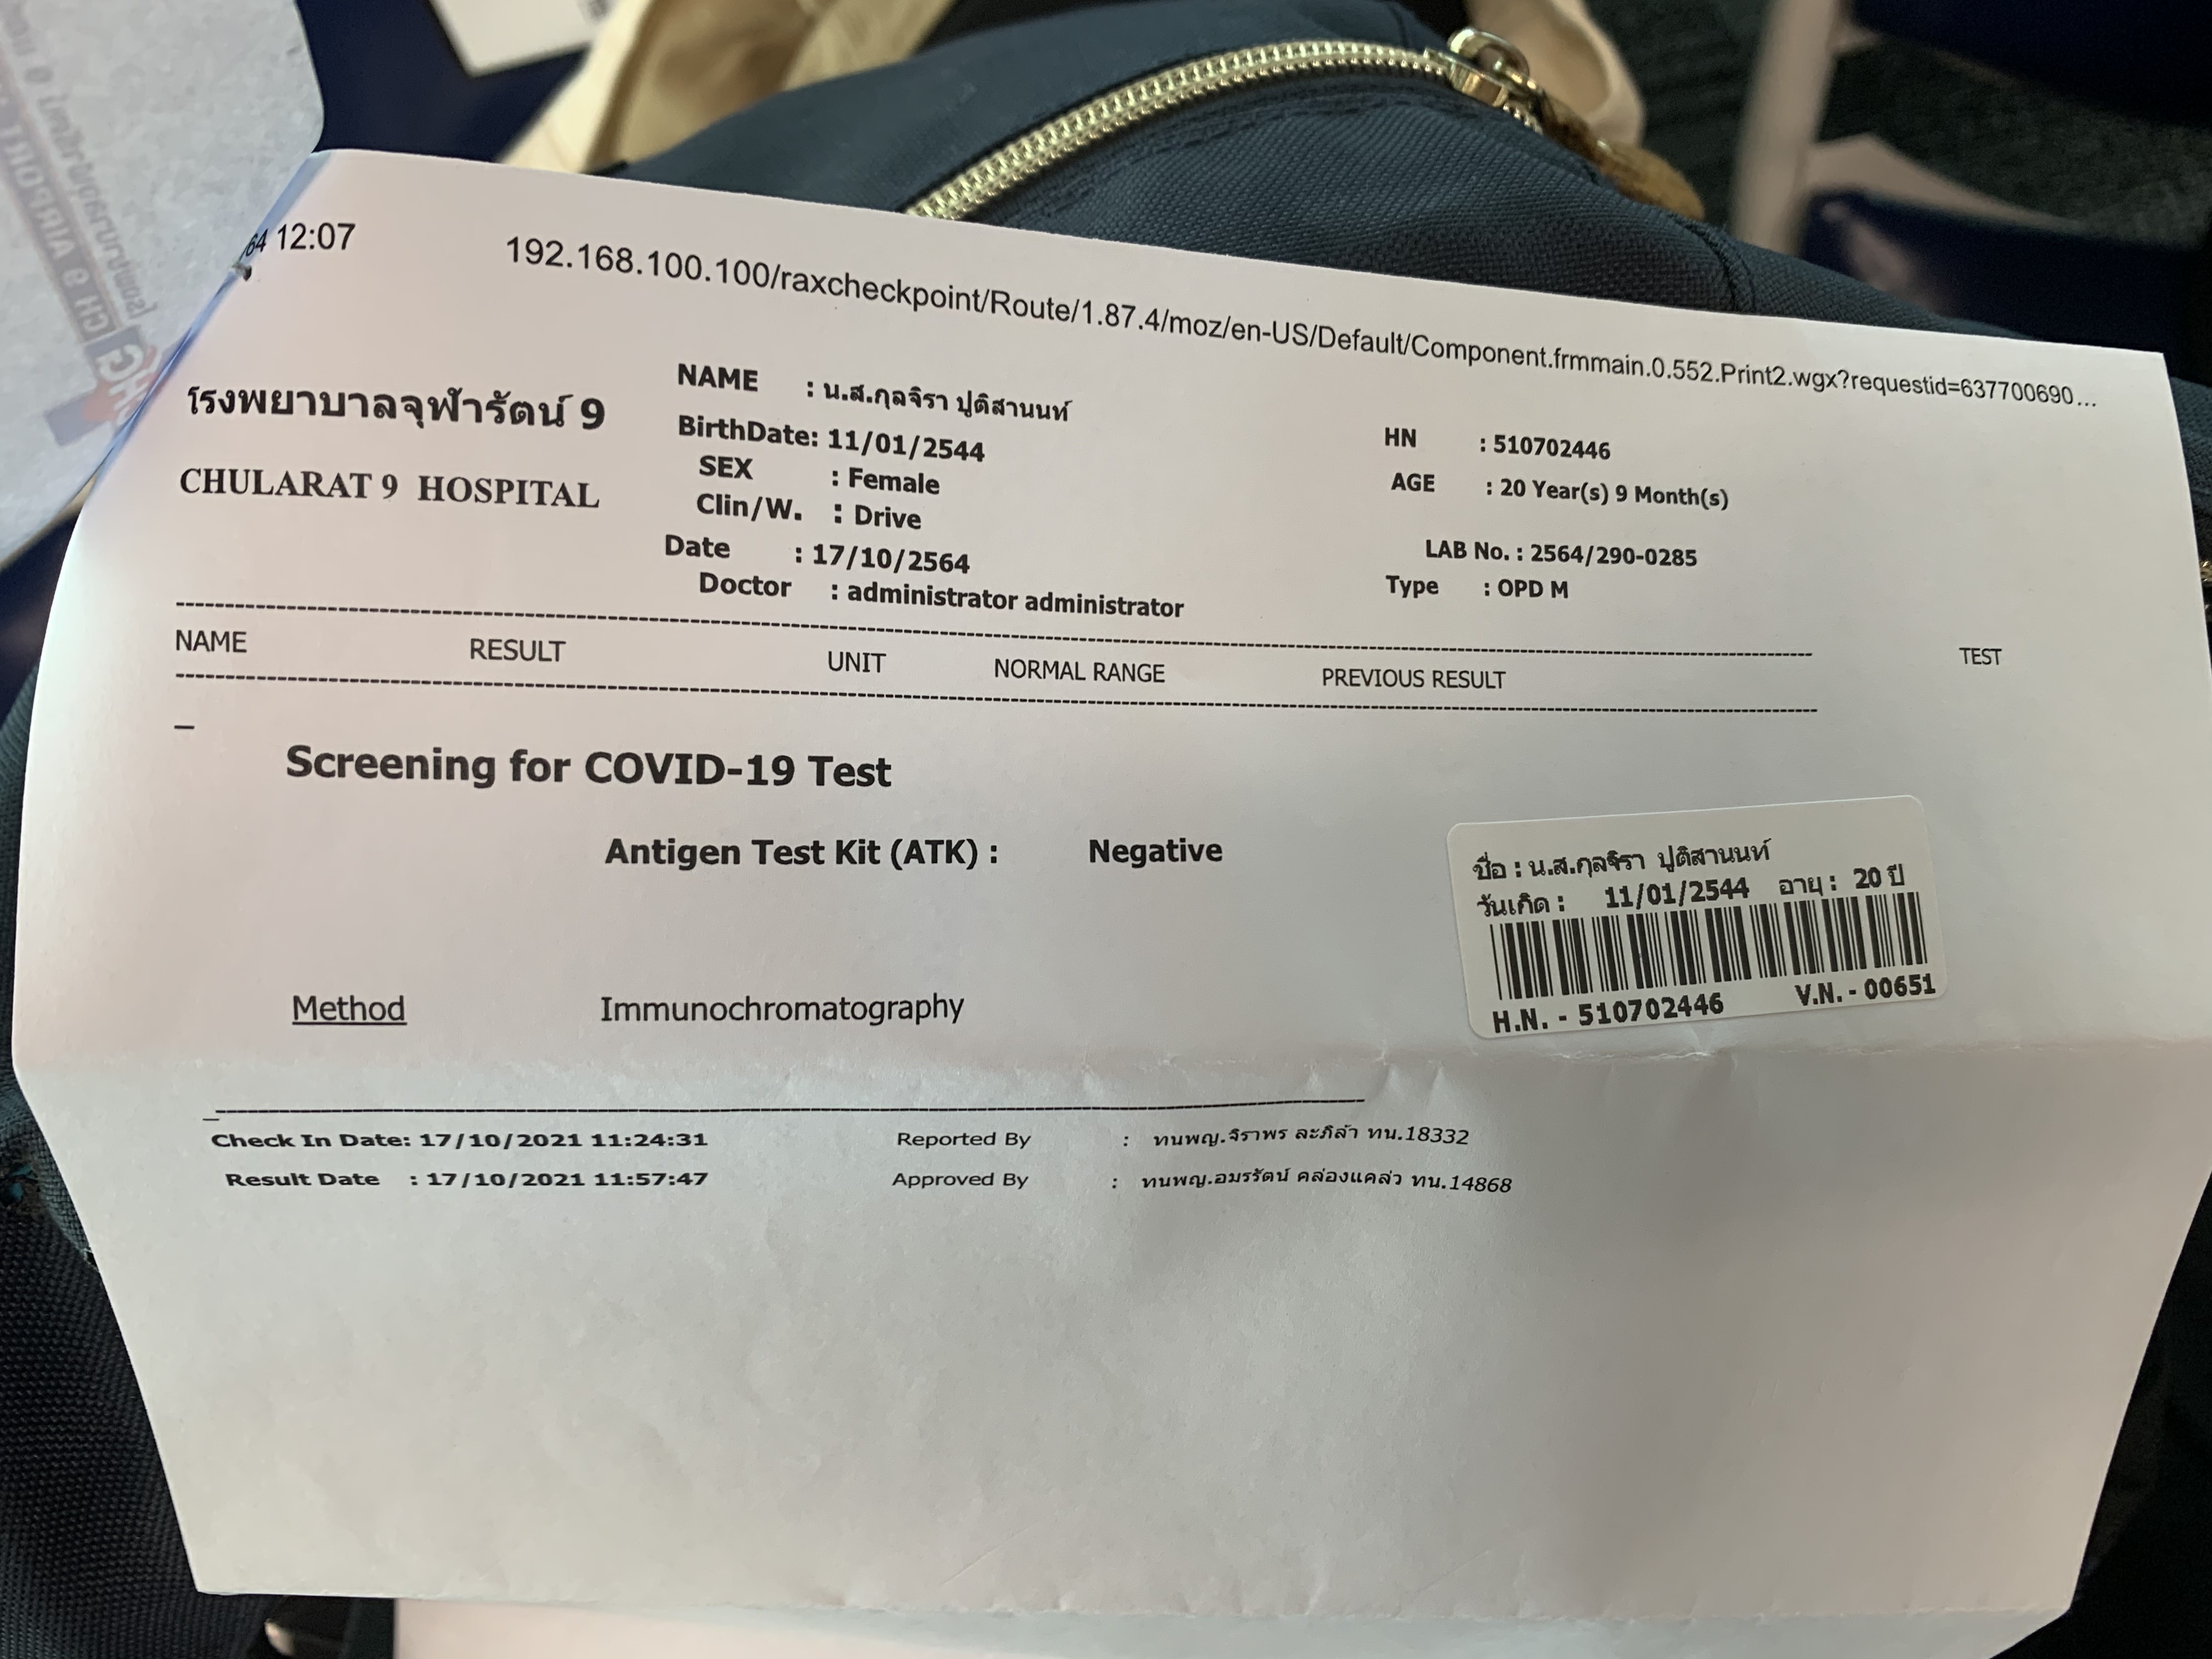 64 12:07
192.168.100.100/raxcheckpoint/Route/1.87.4/moz/en-US/Default/Component.frmmain.0.552.Print2.wgx?requestid=637700690...
โรงพยาบาลจุฬารัตน์ 9
CHULARAT 9 HOSPITAL
NAME : น.ส.กุลจิรา ปูติสานนท์
BirthDate: 11/01/2544
HN : 510702446
SEX : Female
AGE : 20 Year(s) 9 Month(s)
Clin/W. : Drive
Date : 17/10/2564
LAB No. : 2564/290-0285
Doctor : administrator administrator
Type : OPD M
NAME RESULT UNIT NORMAL RANGE PREVIOUS RESULT TEST
Screening for COVID-19 Test
Antigen Test Kit (ATK) : Negative
Method Immunochromatography
ชื่อ : น.ส.กุลจิรา ปูติสานนท์
วันเกิด : 11/01/2544 อายุ : 20 ปี
H.N. - 510702446 V.N. - 00651
Check In Date: 17/10/2021 11:24:31 Reported By : ทนพญ.จิราพร ละภิลา ทน.18332
Result Date : 17/10/2021 11:57:47 Approved By : ทนพญ.อมรรัตน์ คล่องแคล่ว ทน.14868
CH 9 AIRPORT